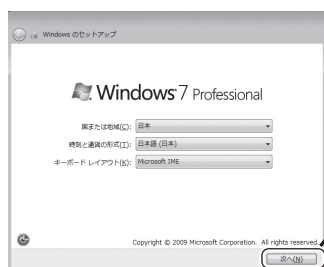 Windows のセットアップ
Windows 7 Professional
国または地域(C): 日本
時刻と通貨の形式(T): 日本語 (日本)
キーボード レイアウト(K): Microsoft IME
Copyright © 2009 Microsoft Corporation. All rights reserved.
次へ(N)